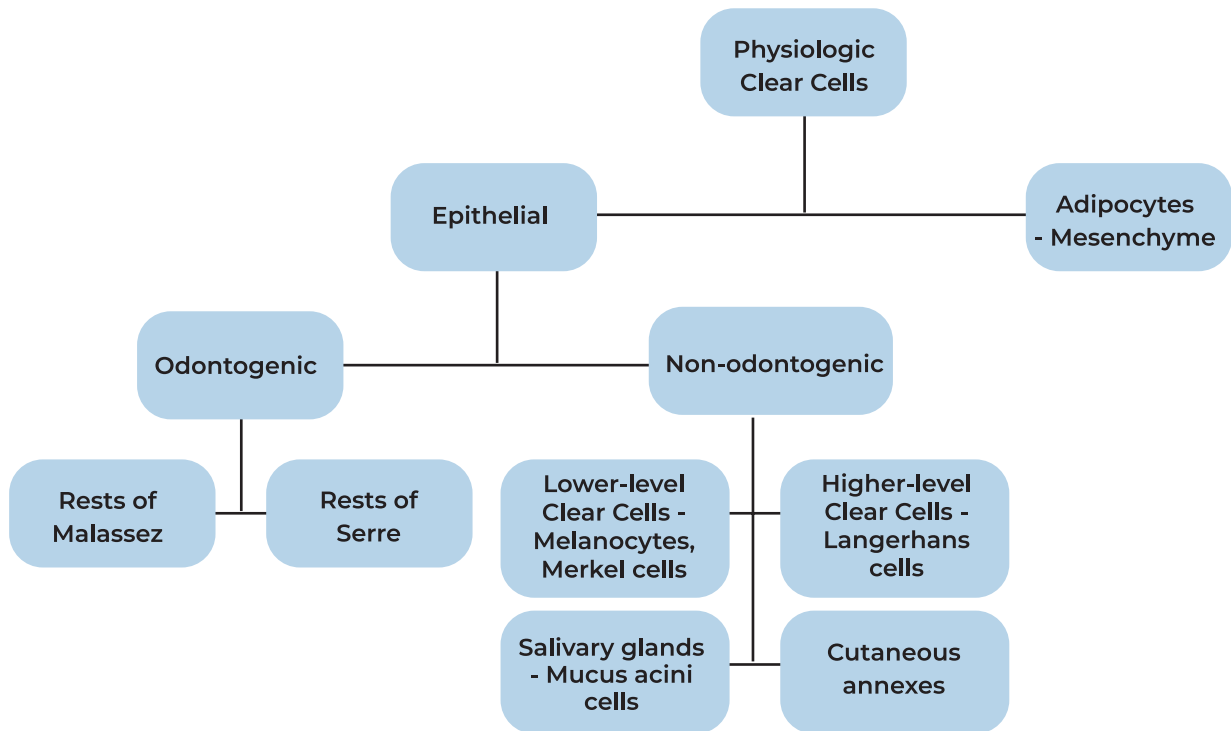 Physiologic
Clear Cells
Epithelial
Adipocytes
- Mesenchyme
Odontogenic
Non-odontogenic
Rests of
Malassez
Rests of
Serre
Lower-level
Clear Cells -
Melanocytes,
Merkel cells
Higher-level
Clear Cells -
Langerhans
cells
Salivary glands
- Mucus acini
cells
Cutaneous
annexes